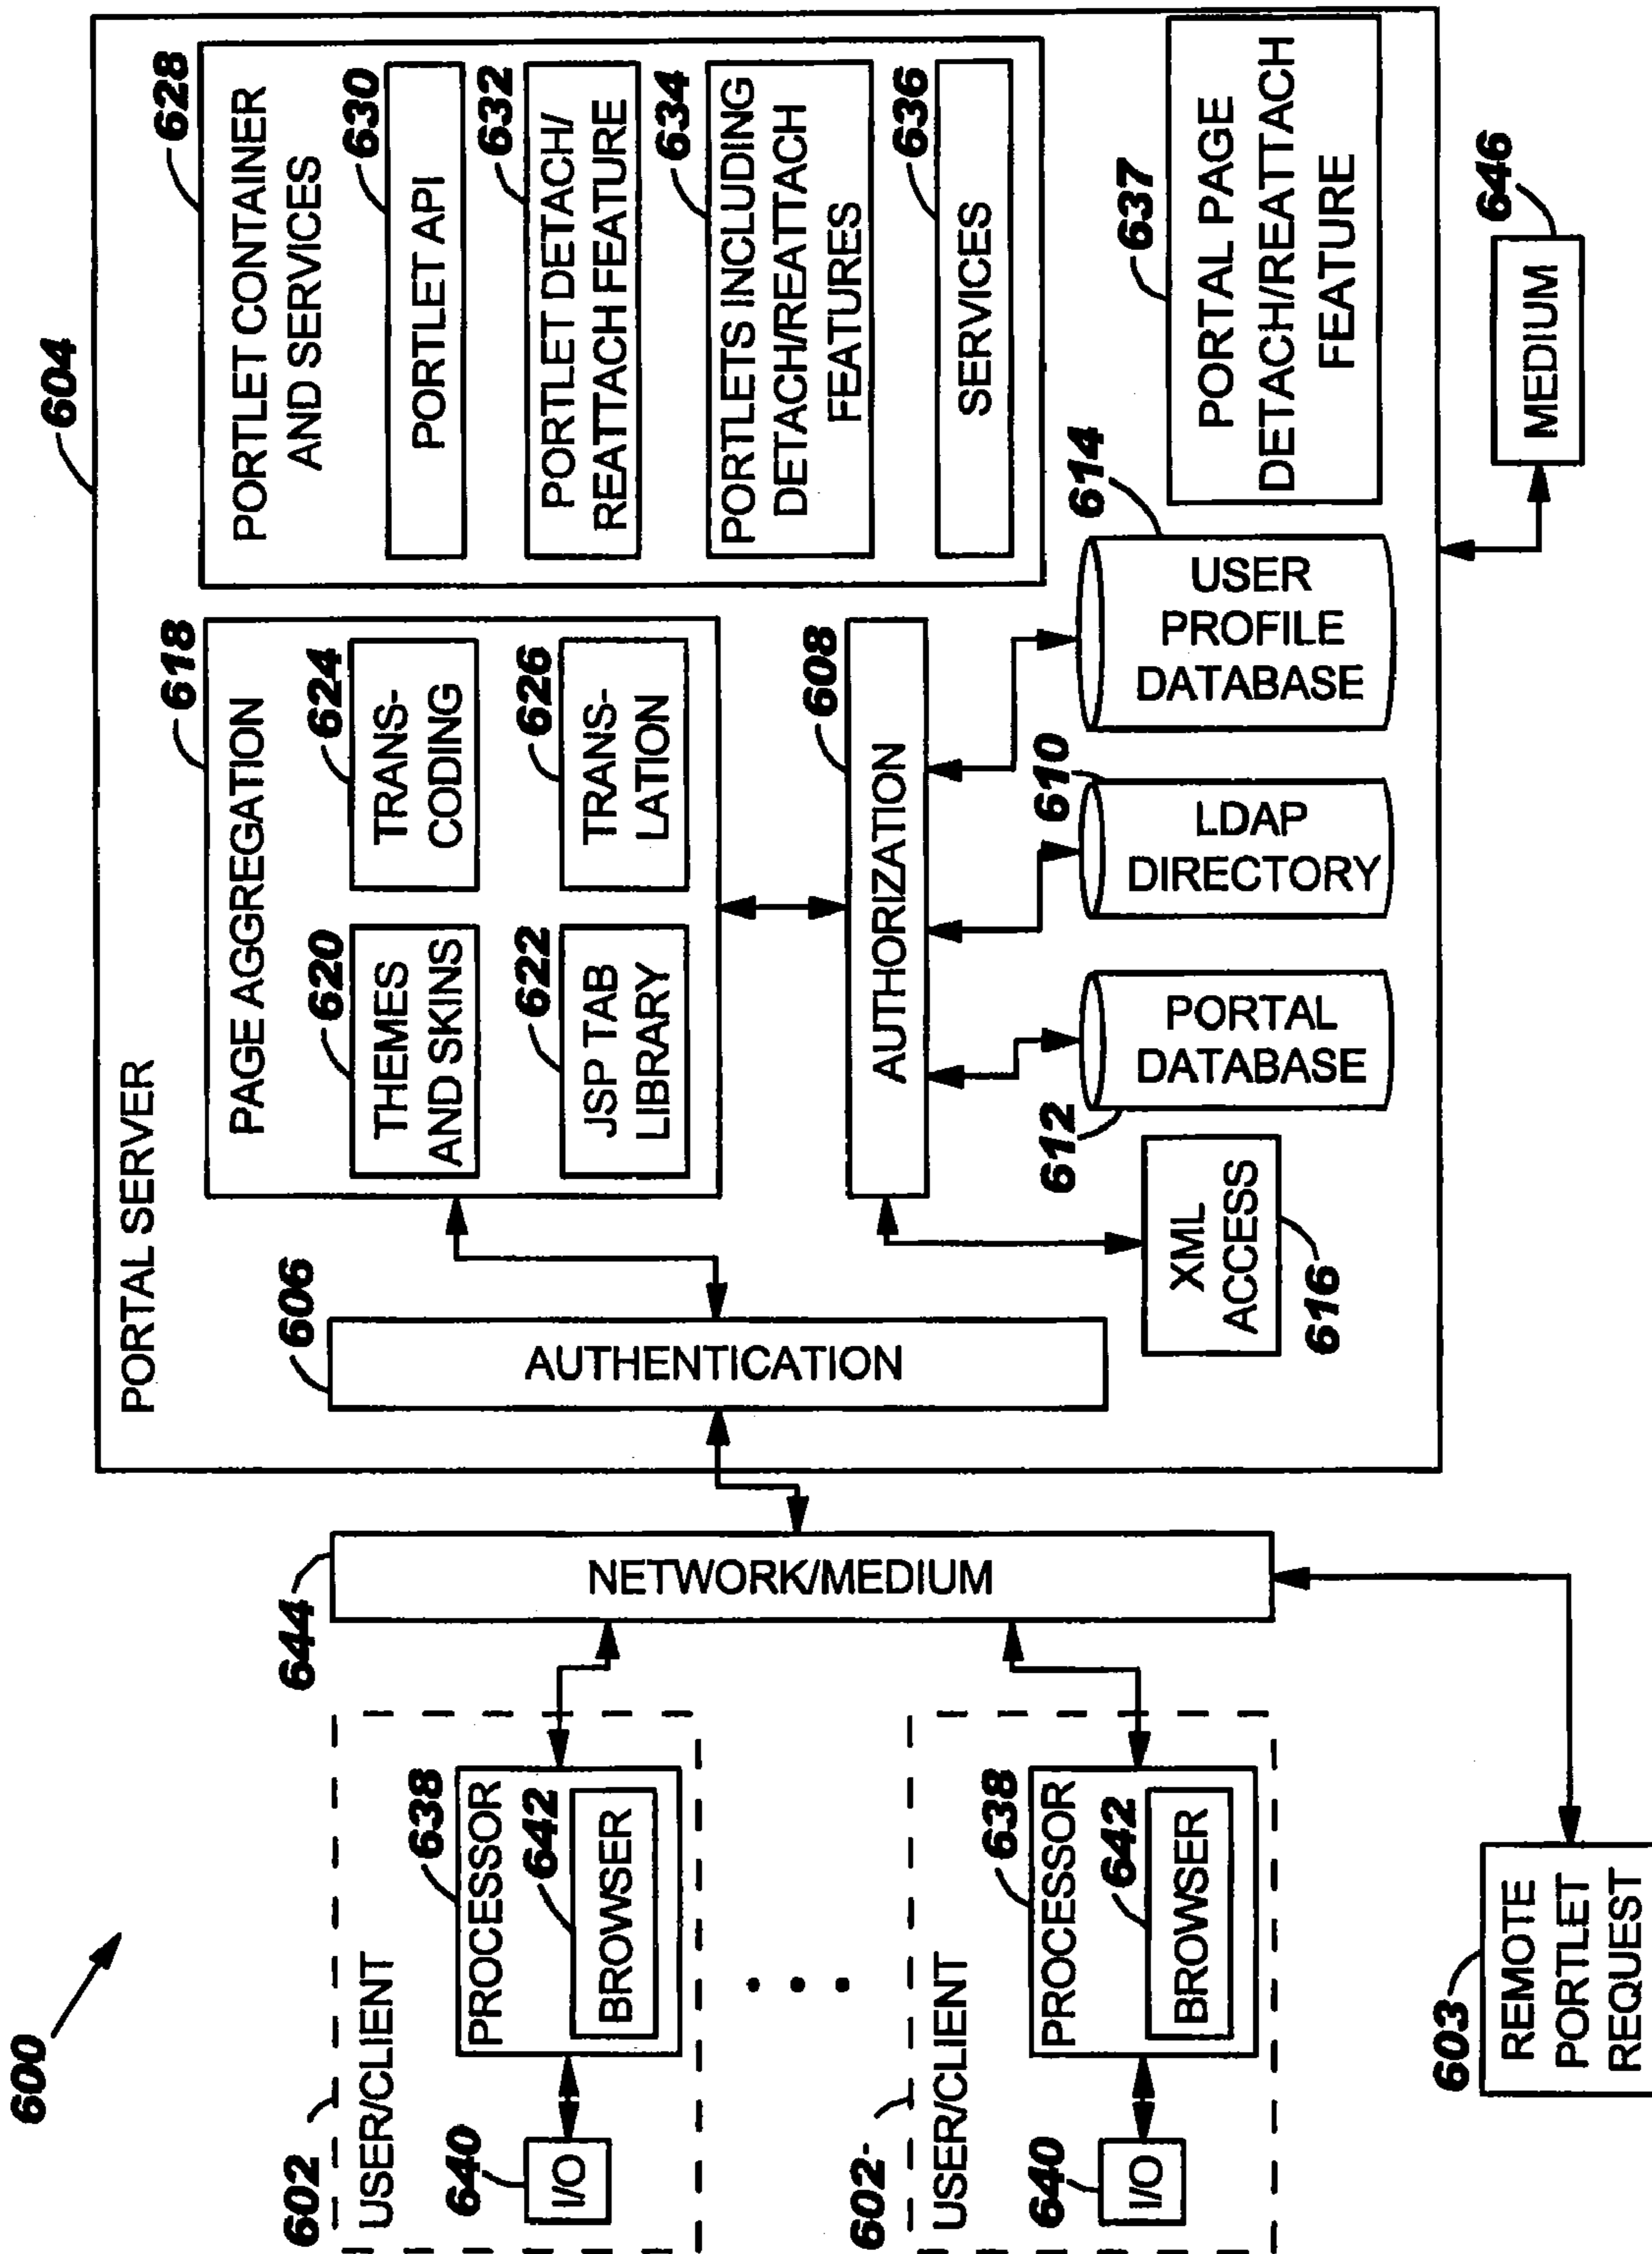 600
602
USER/CLIENT
638
PROCESSOR
642
BROWSER
640
I/O
602
USER/CLIENT
638
PROCESSOR
642
BROWSER
640
I/O
603
REMOTE
PORTLET
REQUEST
644
NETWORK/MEDIUM
604
PORTAL SERVER
606
AUTHENTICATION
618
PAGE AGGREGATION
620
THEMES
AND SKINS
624
TRANS-
CODING
622
JSP TAB
LIBRARY
626
TRANS-
LATION
608
AUTHORIZATION
XML
ACCESS
616
612
PORTAL
DATABASE
610
LDAP
DIRECTORY
614
USER
PROFILE
DATABASE
628
PORTLET CONTAINER
AND SERVICES
630
PORTLET API
632
PORTLET DETACH/
REATTACH FEATURE
634
PORTLETS INCLUDING
DETACH/REATTACH
FEATURES
636
SERVICES
637
PORTAL PAGE
DETACH/REATTACH
FEATURE
646
MEDIUM